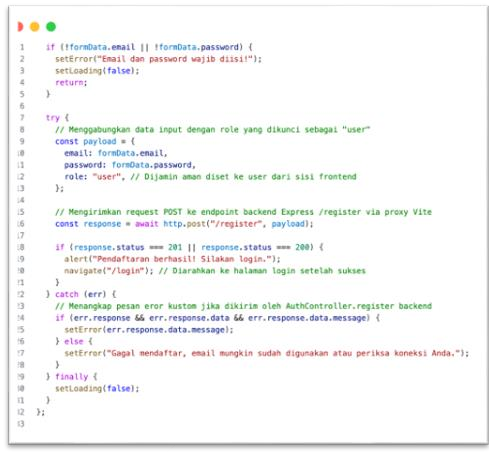 1 if (!formData.email || !formData.password) {
2 setError("Email dan password wajib diisi!");
3 setLoading(false);
4 return;
5 }
6
7 try {
8 // Menggabungkan data input dengan role yang dikunci sebagai "user"
9 const payload = {
10 email: formData.email,
11 password: formData.password,
12 role: "user", // Dijamin aman diset ke user dari sisi frontend
13 };
14
15 // Mengirimkan request POST ke endpoint backend Express /register via proxy Vite
16 const response = await http.post("/register", payload);
17
18 if (response.status === 201 || response.status === 200) {
19 alert("Pendaftaran berhasil! Silakan login.");
20 navigate("/login"); // Diarahkan ke halaman login setelah sukses
21 }
22 } catch (err) {
23 // Menangkap pesan eror kustom jika dikirim oleh AuthController.register backend
24 if (err.response && err.response.data && err.response.data.message) {
25 setError(err.response.data.message);
26 } else {
27 setError("Gagal mendaftar, email mungkin sudah digunakan atau periksa koneksi Anda.");
28 }
29 } finally {
30 setLoading(false);
31 }
32 };
33